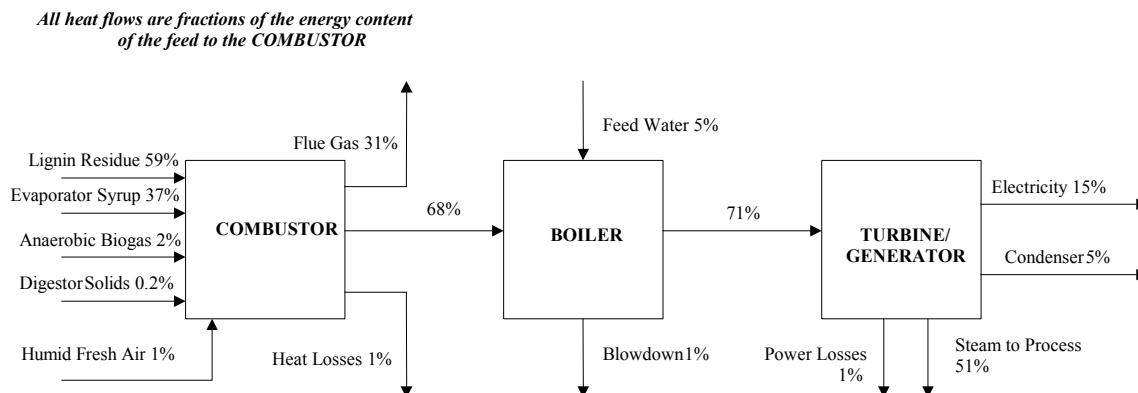 All heat flows are fractions of the energy content
of the feed to the COMBUSTOR
Feed Water 5%
Flue Gas 31%
Lignin Residue 59%
Evaporator Syrup 37%
Anaerobic Biogas 2%
Digestor Solids 0.2%
Humid Fresh Air 1%
COMBUSTOR
68%
Heat Losses 1%
BOILER
71%
Blowdown 1%
TURBINE/
GENERATOR
Electricity 15%
Condenser 5%
Power Losses
1%
Steam to Process
51%